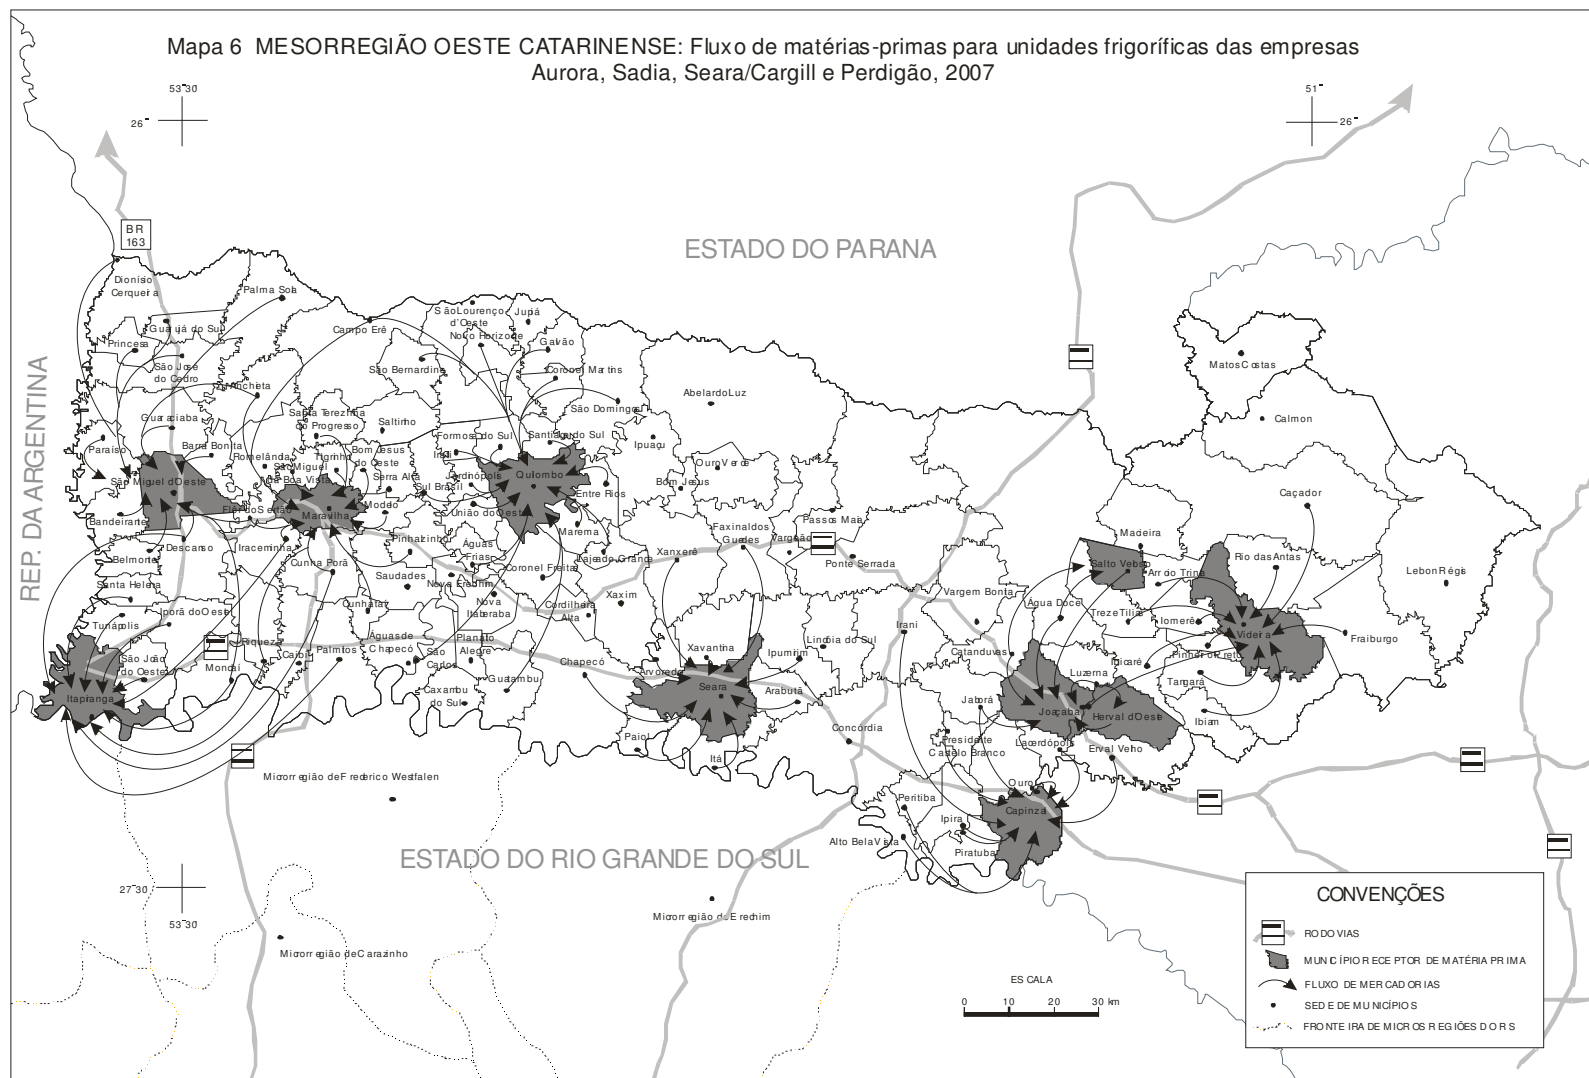 Mapa 6 MESORREGIÃO OESTE CATARINENSE: Fluxo de matérias-primas para unidades frigoríficas das empresas
Aurora, Sadia, Seara/Cargill e Perdigão, 2007
53 30
26
51
26
BR
163
ESTADO DO PARANA
REP. DA ARGENTINA
Dionísio
Cerqueira
Palma Sola
Guarujá do Sul
Campo Erê
São Lourenço
d'Oeste
Jupiá
Novo Horizonte
Galvão
Princesa
São José
do Cedro
São Bernardino
Coronel Martins
Matos Costas
Anchieta
Abelardo Luz
São Domingos
Calmon
Guaraciaba
Santa Terezinha
do Progresso
Saltinho
Paraíso
Barra Bonita
Formosa do Sul
Santiago do Sul
Ipuaçu
Romelândia
São Miguel
da Boa Vista
Tigrinho
Bom Jesus
do Oeste
Irati
Ouro Verde
São Miguel d'Oeste
Serra Alta
Jardinópolis
Quilombo
Bom Jesus
Sul Brasil
Entre Rios
Caçador
Bandeirante
Flor do Sertão
Maravilha
Modelo
União do Oeste
Passos Maia
Marema
Faxinal dos
Guedes
Vargeão
Macieira
Descanso
Iraceminha
Pinhalzinho
Águas
Frias
Lajedo Grande
Xanxerê
Belmonte
Cunha Porã
Coronel Freitas
Ponte Serrada
Salto Veloso
Rio das Antas
Lebon Régis
Saudades
Nova Erechim
Arroio Trinta
Santa Helena
Cunhataí
Nova
Itaberaba
Cordilheira
Alta
Xaxim
Vargem Bonita
Água Doce
Treze Tílias
Iporã do Oeste
Tunápolis
Irani
Iomerê
Videira
Fraiburgo
Riqueza
Palmitos
Águas de
Chapecó
Planalto
Alegre
Lindóia do Sul
Xavantina
Ipumirim
Catanduvas
Pinheiro Preto
São João
do Oeste
Mondaí
Caibi
São
Carlos
Chapecó
Arvoredo
Ibicaré
Luzerna
Tangará
Itapiranga
Caxambu
do Sul
Guatambu
Seara
Arabutã
Jaborá
Joaçaba
Herval d'Oeste
Ibiam
Paiol
Concórdia
Presidente
Castelo Branco
Lacerdópolis
Erval Velho
Itá
Microrregião de Frederico Westfalen
Ouro
Peritiba
Capinzal
Ipira
Alto Bela Vista
Piratuba
ESTADO DO RIO GRANDE DO SUL
27 30
53 30
Microrregião de Erechim
Microrregião de Carazinho
ESCALA
0 10 20 30 km
CONVENÇÕES
RODOVIAS
MUNICÍPIO RECEPTOR DE MATÉRIA PRIMA
FLUXO DE MERCADORIAS
SEDE DE MUNICÍPIOS
FRONTEIRA DE MICROSREGIÕES DO RS